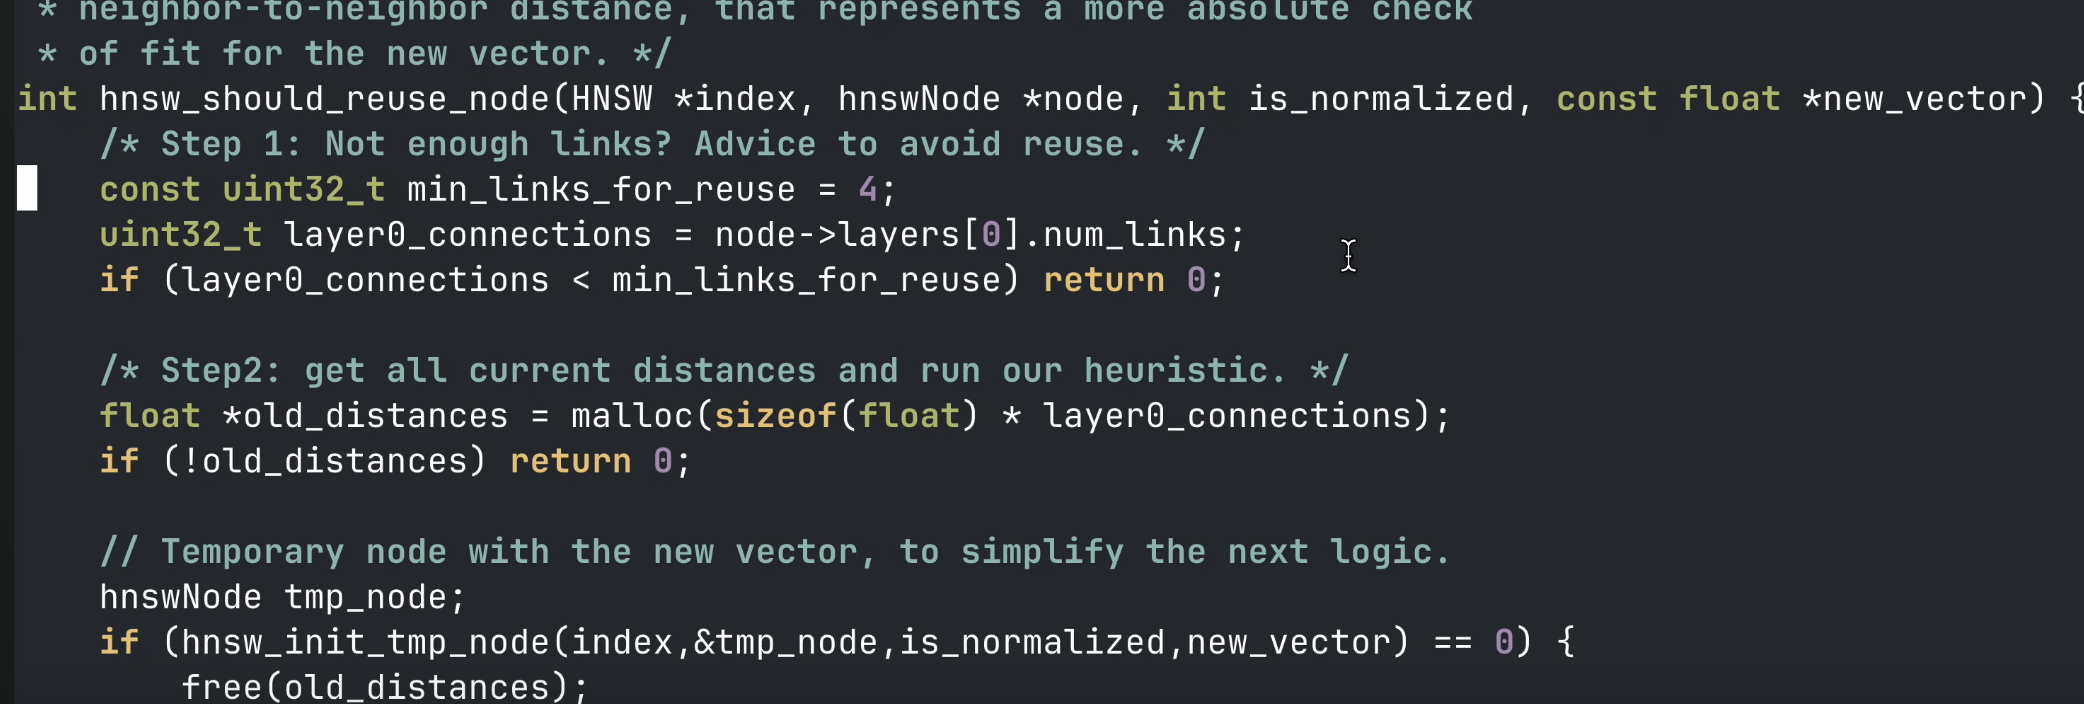 * neighbor-to-neighbor distance, that represents a more absolute check
* of fit for the new vector. */
int hnsw_should_reuse_node(HNSW *index, hnswNode *node, int is_normalized, const float *new_vector) {
/* Step 1: Not enough links? Advice to avoid reuse. */
const uint32_t min_links_for_reuse = 4;
uint32_t layer0_connections = node->layers[0].num_links;
if (layer0_connections < min_links_for_reuse) return 0;
/* Step2: get all current distances and run our heuristic. */
float *old_distances = malloc(sizeof(float) * layer0_connections);
if (!old_distances) return 0;
// Temporary node with the new vector, to simplify the next logic.
hnswNode tmp_node;
if (hnsw_init_tmp_node(index,&tmp_node,is_normalized,new_vector) == 0) {
free(old_distances);